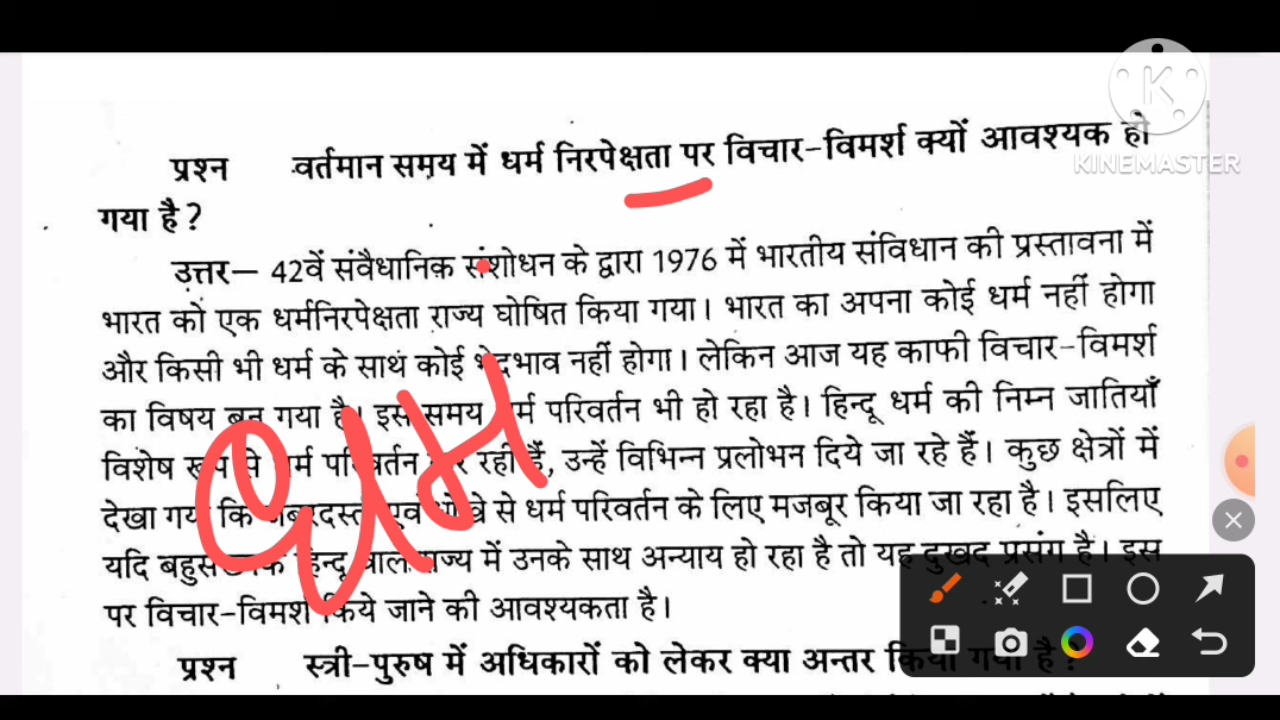 KINEMASTER
प्रश्न वर्तमान समय में धर्म निरपेक्षता पर विचार-विमर्श क्यों आवश्यक हो
गया है?
उत्तर— 42वें संवैधानिक संशोधन के द्वारा 1976 में भारतीय संविधान की प्रस्तावना में
भारत को एक धर्मनिरपेक्षता राज्य घोषित किया गया। भारत का अपना कोई धर्म नहीं होगा
और किसी भी धर्म के साथ कोई भेदभाव नहीं होगा। लेकिन आज यह काफी विचार-विमर्श
का विषय बन गया है। इस समय धर्म परिवर्तन भी हो रहा है। हिन्दू धर्म की निम्न जातियाँ
विशेष रूप से धर्म परिवर्तन कर रही हैं, उन्हें विभिन्न प्रलोभन दिये जा रहे हैं। कुछ क्षेत्रों में
देखा गया कि एवं से धर्म परिवर्तन के लिए मजबूर किया जा रहा है। इसलिए
यदि हिन्दू राज्य में उनके साथ अन्याय हो रहा है तो यह दुखद प्रसंग है। इस
पर विचार-विमर्श किये जाने की आवश्यकता है।
प्रश्न स्त्री-पुरुष में अधिकारों को लेकर क्या अन्तर किया गया है?